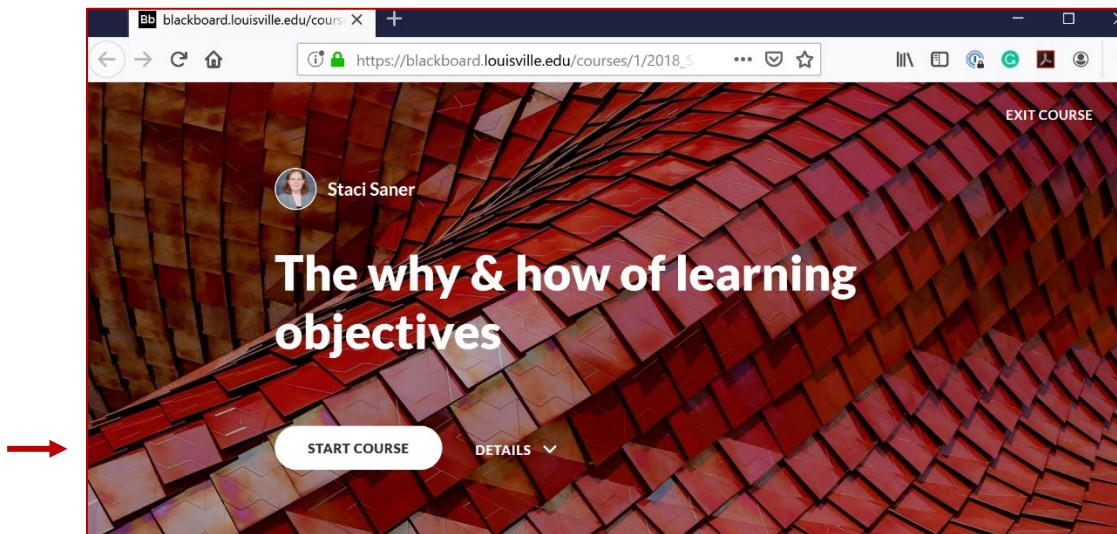 Bb blackboard.louisville.edu/cours
https://blackboard.louisville.edu/courses/1/2018_S
EXIT COURSE
Staci Saner
The why & how of learning
objectives
START COURSE DETAILS